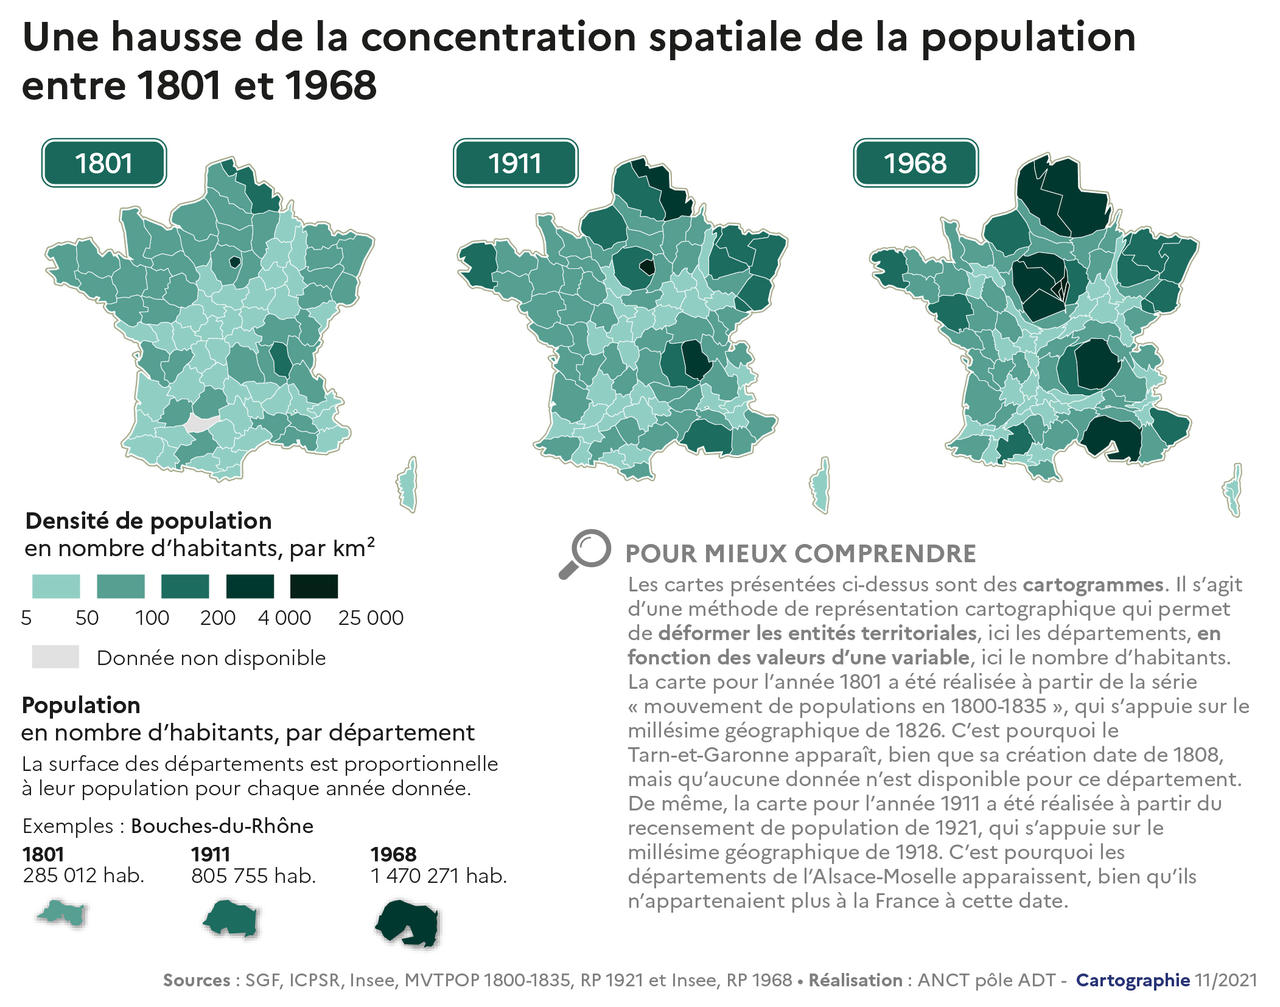 Une hausse de la concentration spatiale de la population
entre 1801 et 1968
1801
1911
1968
Densité de population
en nombre d'habitants, par km²
5 50 100 200 4 000 25 000
Donnée non disponible
Population
en nombre d'habitants, par département
La surface des départements est proportionnelle
à leur population pour chaque année donnée.
Exemples : Bouches-du-Rhône
1801 1911 1968
285 012 hab. 805 755 hab. 1 470 271 hab.
POUR MIEUX COMPRENDRE
Les cartes présentées ci-dessus sont des cartogrammes. Il s'agit
d'une méthode de représentation cartographique qui permet
de déformer les entités territoriales, ici les départements, en
fonction des valeurs d'une variable, ici le nombre d'habitants.
La carte pour l'année 1801 a été réalisée à partir de la série
« mouvement de populations en 1800-1835 », qui s'appuie sur le
millésime géographique de 1826. C'est pourquoi le
Tarn-et-Garonne apparaît, bien que sa création date de 1808,
mais qu'aucune donnée n'est disponible pour ce département.
De même, la carte pour l'année 1911 a été réalisée à partir du
recensement de population de 1921, qui s'appuie sur le
millésime géographique de 1918. C'est pourquoi les
départements de l'Alsace-Moselle apparaissent, bien qu'ils
n'appartenaient plus à la France à cette date.
Sources : SGF, ICPSR, Insee, MVTPOP 1800-1835, RP 1921 et Insee, RP 1968 • Réalisation : ANCT pôle ADT - Cartographie 11/2021